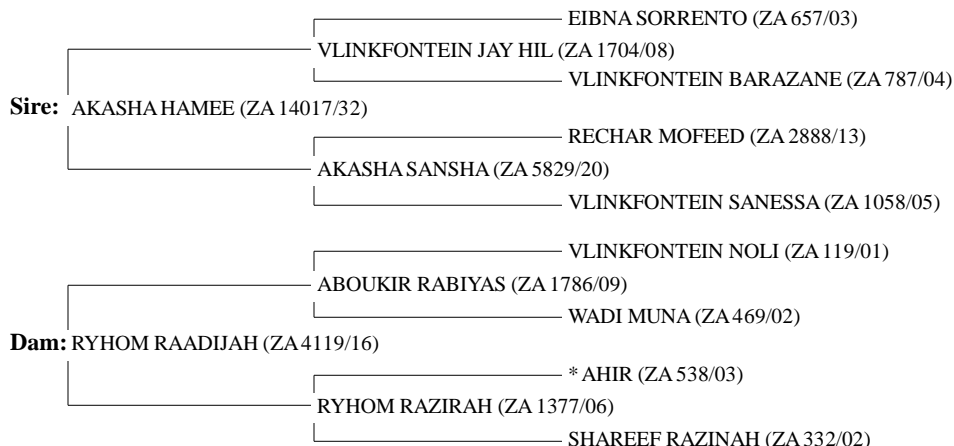 EIBNA SORRENTO (ZA 657/03)
VLINKFONTEIN JAY HIL (ZA 1704/08)
VLINKFONTEIN BARAZANE (ZA 787/04)
Sire: AKASHA HAMEE (ZA 14017/32)
RECHAR MOFEED (ZA 2888/13)
AKASHA SANSHA (ZA 5829/20)
VLINKFONTEIN SANESSA (ZA 1058/05)
VLINKFONTEIN NOLI (ZA 119/01)
ABOUKIR RABIYAS (ZA 1786/09)
WADI MUNA (ZA 469/02)
Dam: RYHOM RAADIJAH (ZA 4119/16)
* AHIR (ZA 538/03)
RYHOM RAZIRAH (ZA 1377/06)
SHAREEF RAZINAH (ZA 332/02)